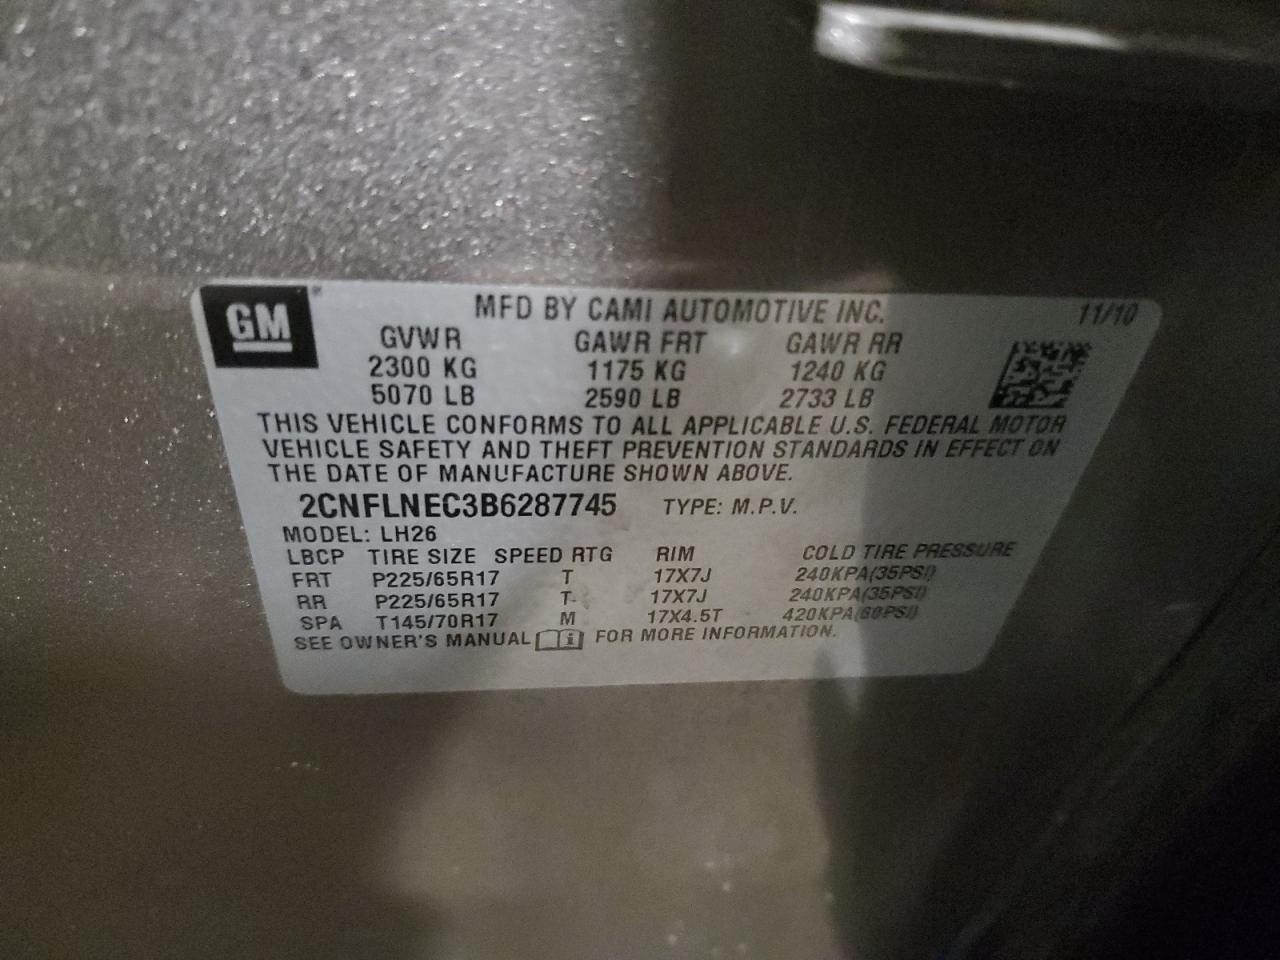 GM
MFD BY CAMI AUTOMOTIVE INC. 11/10
GVWR GAWR FRT GAWR RR
2300 KG 1175 KG 1240 KG
5070 LB 2590 LB 2733 LB
THIS VEHICLE CONFORMS TO ALL APPLICABLE U.S. FEDERAL MOTOR
VEHICLE SAFETY AND THEFT PREVENTION STANDARDS IN EFFECT ON
THE DATE OF MANUFACTURE SHOWN ABOVE.
2CNFLNEC3B6287745 TYPE: M.P.V.
MODEL: LH26
LBCP TIRE SIZE SPEED RTG RIM COLD TIRE PRESSURE
FRT P225/65R17 T 17X7J 240KPA(35PSI)
RR P225/65R17 T 17X7J 240KPA(35PSI)
SPA T145/70R17 M 17X4.5T 420KPA(60PSI)
SEE OWNER'S MANUAL i FOR MORE INFORMATION.